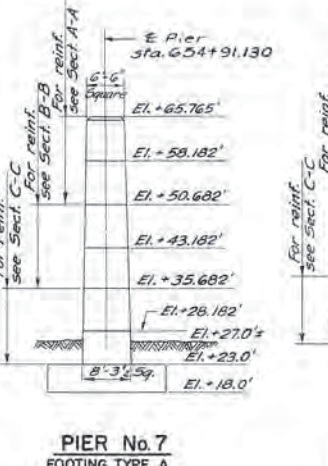 ℄ Pier
Sta. 654+91.130
6'-6"
Square
For reinf.
see Sect. A-A
For reinf.
see Sect. B-B
For reinf.
see Sect. C-C
El. +65.765'
El. +58.182'
El. +50.682'
El. +43.182'
El. +35.682'
El. +28.182'
El. +27.0'±
El. +23.0'
8'-3"± Sq.
El. +18.0'
For reinf.
see Sect. C-C
For reinf.
PIER No. 7
FOOTING TYPE A